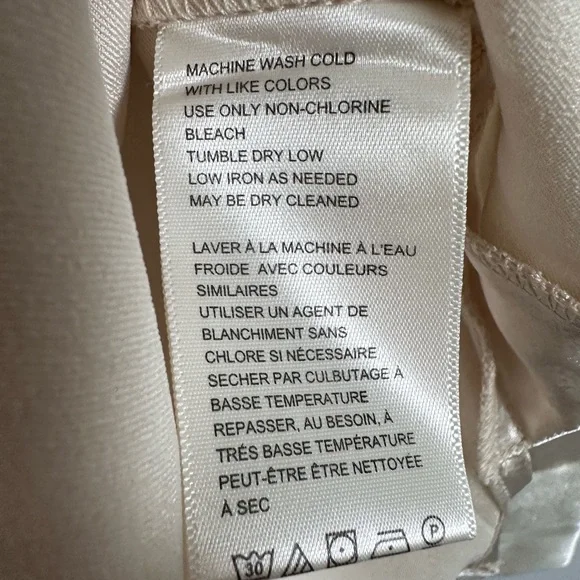 MACHINE WASH COLD
WITH LIKE COLORS
USE ONLY NON-CHLORINE
BLEACH
TUMBLE DRY LOW
LOW IRON AS NEEDED
MAY BE DRY CLEANED
LAVER À LA MACHINE À L'EAU
FROIDE AVEC COULEURS
SIMILAIRES
UTILISER UN AGENT DE
BLANCHIMENT SANS
CHLORE SI NÉCESSAIRE
SECHER PAR CULBUTAGE A
BASSE TEMPERATURE
REPASSER, AU BESOIN, À
TRÉS BASSE TEMPÉRATURE
PEUT-ÊTRE ÊTRE NETTOYÉE
À SEC
30 P